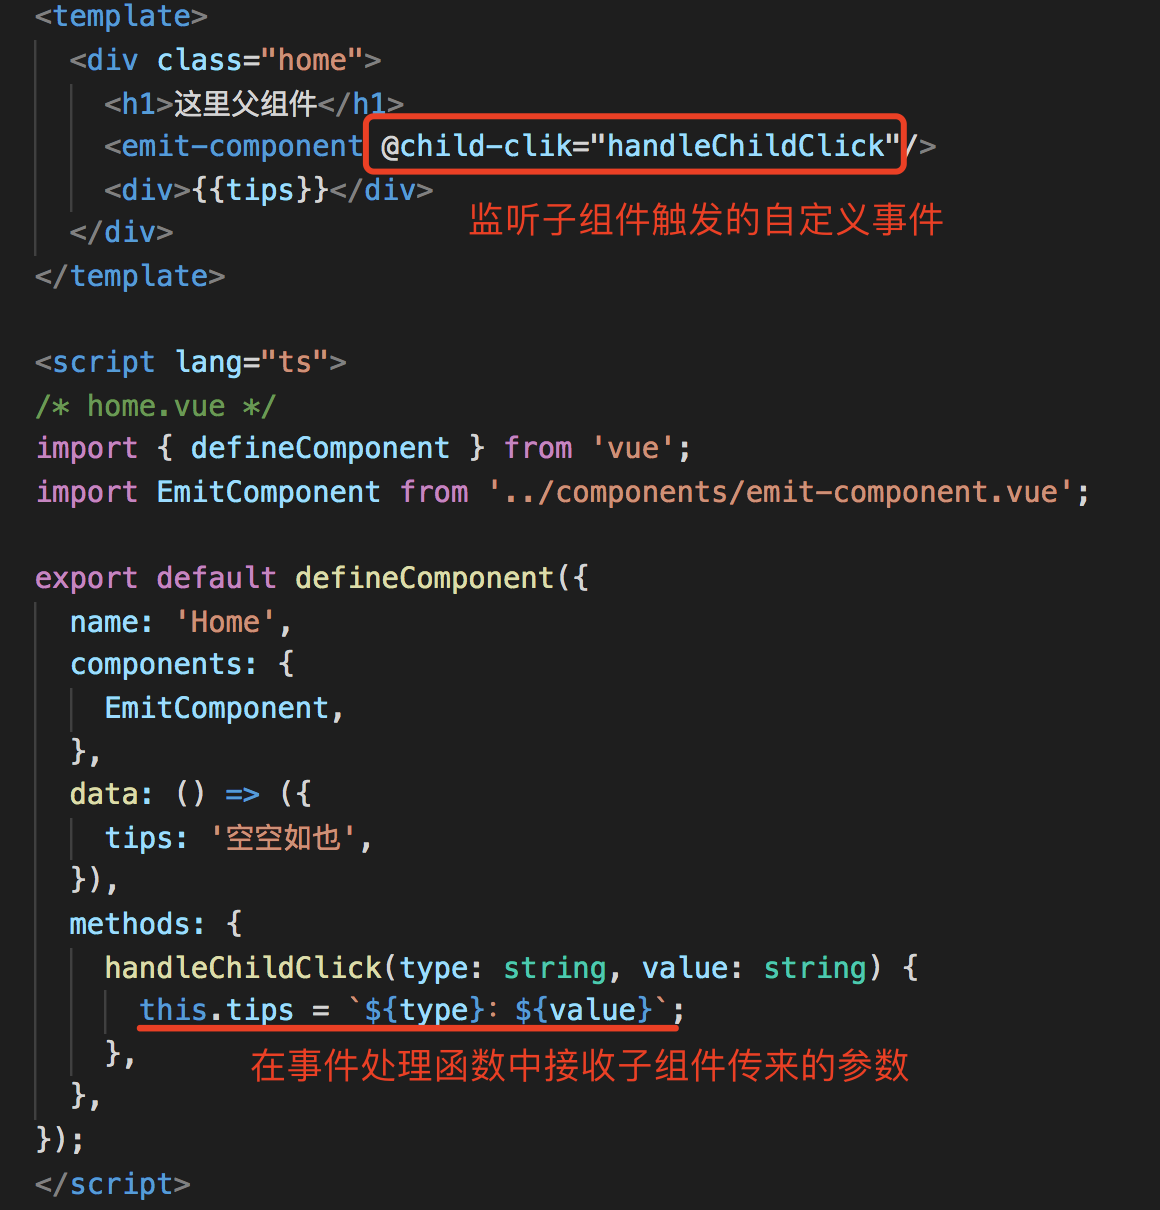 <template>
<div class="home">
<h1>这里父组件</h1>
<emit-component @child-clik="handleChildClick"/>
<div>{{tips}}</div>
监听子组件触发的自定义事件
</div>
</template>
<script lang="ts">
/* home.vue */
import { defineComponent } from 'vue';
import EmitComponent from '../components/emit-component.vue';
export default defineComponent({
name: 'Home',
components: {
EmitComponent,
},
data: () => ({
tips: '空空如也',
}),
methods: {
handleChildClick(type: string, value: string) {
this.tips = `${type}：${value}`;
},
在事件处理函数中接收子组件传来的参数
},
});
</script>